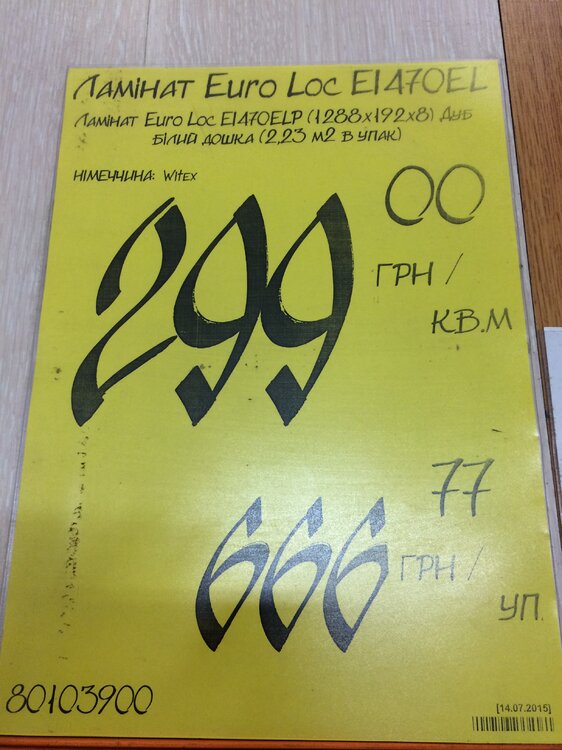 Ламінат Euro Loc EI470EL
Ламінат Euro Loc EI470ELP (1288x192x8) Дуб
білий дошка (2,23 м2 в упак)
Німеччина: Witex
299 00
ГРН /
КВ.М
666 77
ГРН /
УП.
80103900
[14.07.2015]